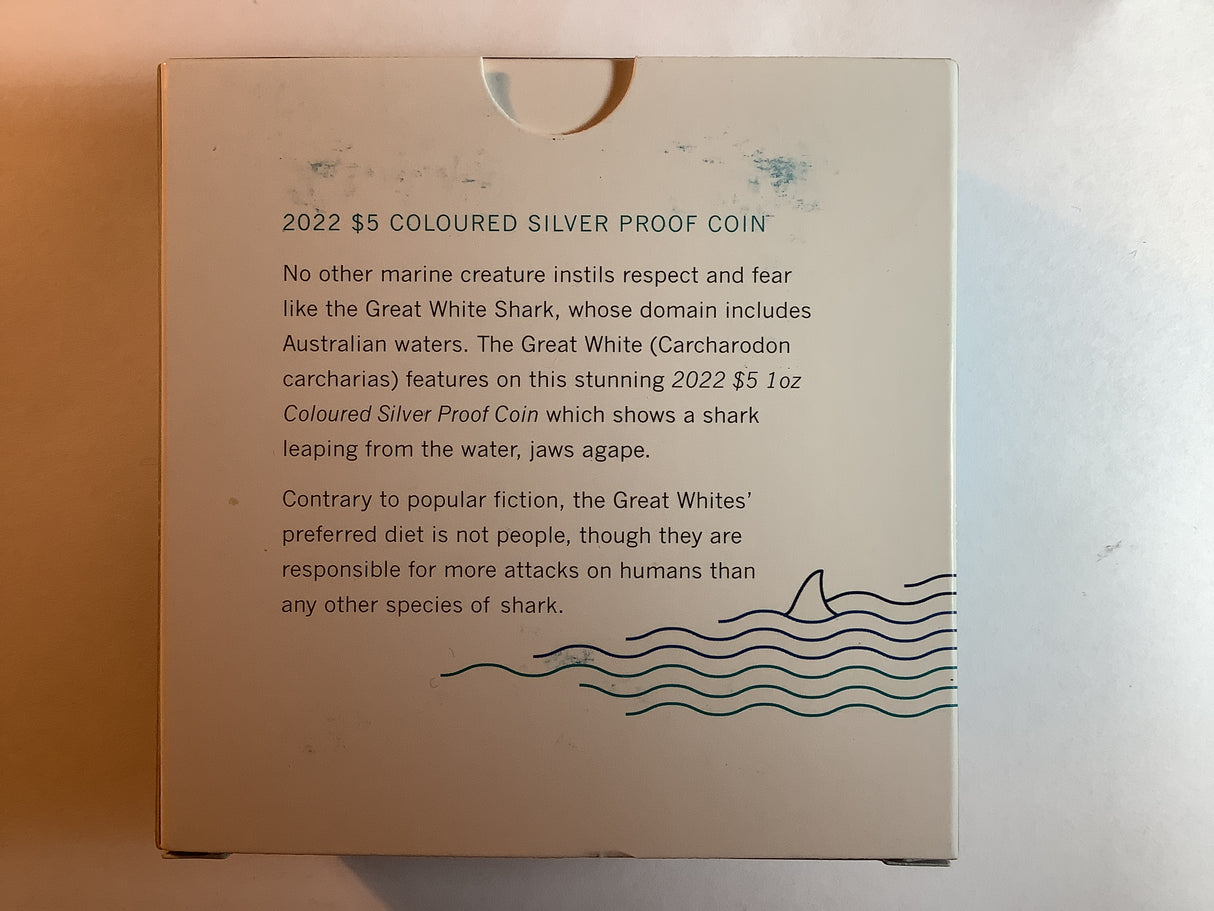 2022 $5 COLOURED SILVER PROOF COIN
No other marine creature instils respect and fear
like the Great White Shark, whose domain includes
Australian waters. The Great White (Carcharodon
carcharias) features on this stunning 2022 $5 1oz
Coloured Silver Proof Coin which shows a shark
leaping from the water, jaws agape.
Contrary to popular fiction, the Great Whites’
preferred diet is not people, though they are
responsible for more attacks on humans than
any other species of shark.